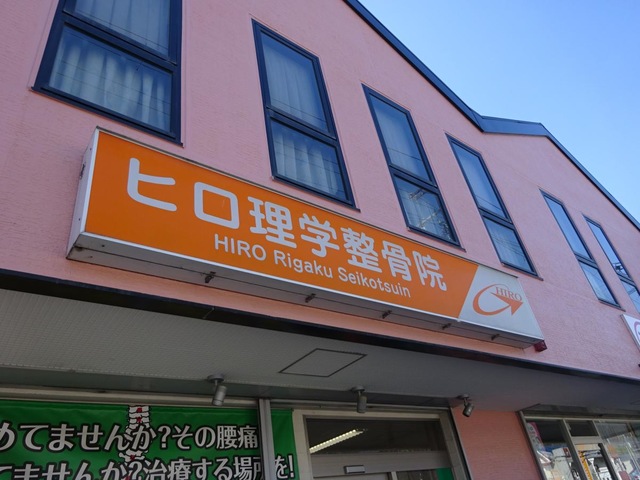 ヒロ理学整骨院
HIRO Rigaku Seikotsuin
HIRO
めてませんか?その腰痛
てませんか?治療する場所を!